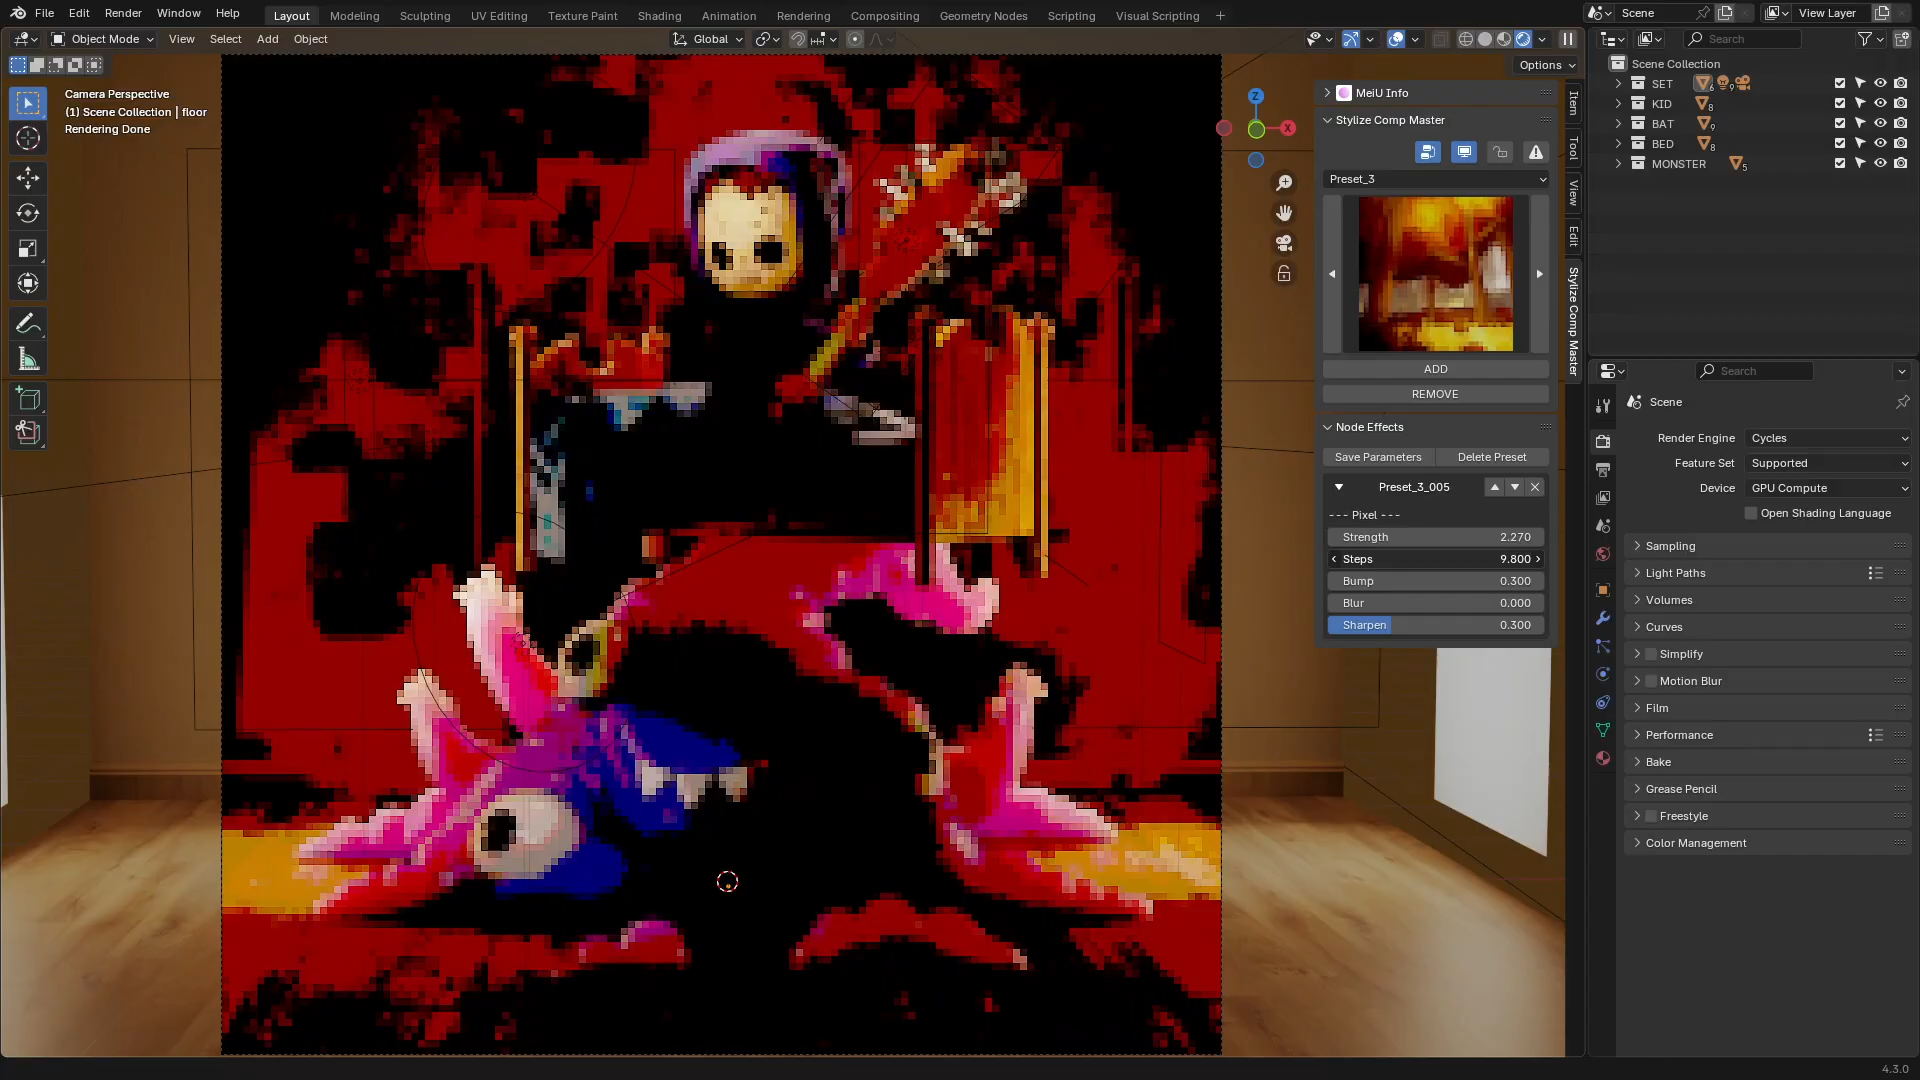 File Edit Render Window Help
Layout Modeling Sculpting UV Editing Texture Paint Shading Animation Rendering Compositing Geometry Nodes Scripting Visual Scripting +
Scene
View Layer
Object Mode View Select Add Object
Global
Search
Options
Camera Perspective
(1) Scene Collection | floor
Rendering Done
Z
X
MeiU Info
Stylize Comp Master
Preset_3
ADD
REMOVE
Node Effects
Save Parameters Delete Preset
Preset_3_005
--- Pixel ---
Strength 2.270
Steps 9.800
Bump 0.300
Blur 0.000
Sharpen 0.300
Item
Tool
View
Edit
Stylize Comp Master
Scene Collection
SET 6 9
KID 8
BAT 9
BED 8
MONSTER 5
Search
Scene
Render Engine Cycles
Feature Set Supported
Device GPU Compute
Open Shading Language
Sampling
Light Paths
Volumes
Curves
Simplify
Motion Blur
Film
Performance
Bake
Grease Pencil
Freestyle
Color Management
4.3.0